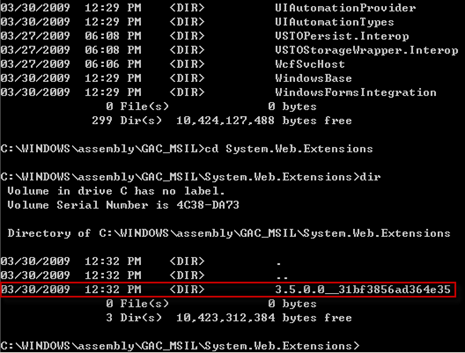 03/30/2009  12:29 PM    <DIR>          UIAutomationProvider
03/30/2009  12:29 PM    <DIR>          UIAutomationTypes
03/27/2009  06:08 PM    <DIR>          VSTOPersist.Interop
03/27/2009  06:06 PM    <DIR>          VSTOStorageWrapper.Interop
03/27/2009  06:08 PM    <DIR>          WcfSvcHost
03/30/2009  12:29 PM    <DIR>          WindowsBase
03/30/2009  12:29 PM    <DIR>          WindowsFormsIntegration
0 File(s)              0 bytes
299 Dir(s)  10,424,127,488 bytes free
C:\WINDOWS\assembly\GAC_MSIL>cd System.Web.Extensions
C:\WINDOWS\assembly\GAC_MSIL\System.Web.Extensions>dir
Volume in drive C has no label.
Volume Serial Number is 4C38-DA73
Directory of C:\WINDOWS\assembly\GAC_MSIL\System.Web.Extensions
03/30/2009  12:32 PM    <DIR>          .
03/30/2009  12:32 PM    <DIR>          ..
03/30/2009  12:32 PM    <DIR>          3.5.0.0__31bf3856ad364e35
0 File(s)              0 bytes
3 Dir(s)  10,423,312,384 bytes free
C:\WINDOWS\assembly\GAC_MSIL\System.Web.Extensions>